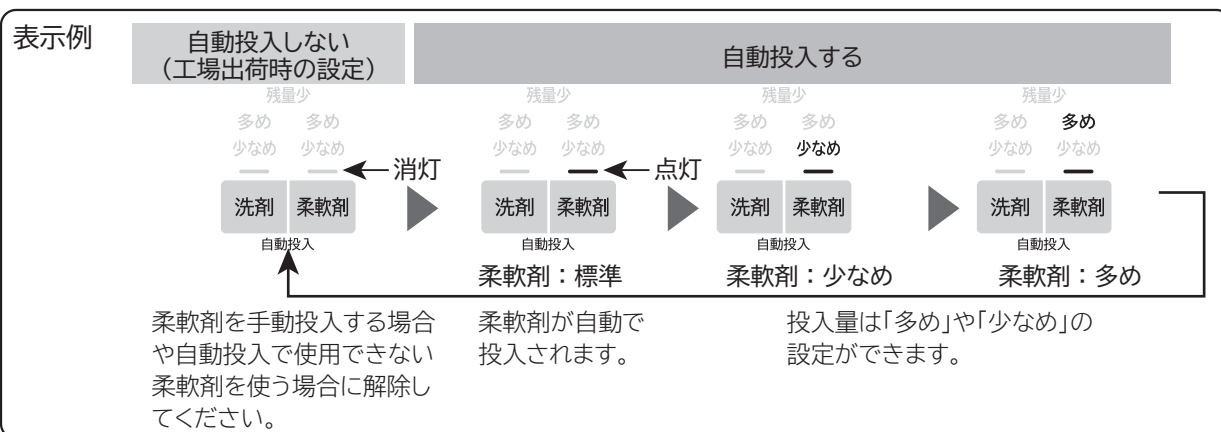 表示例
自動投入しない
（工場出荷時の設定）
自動投入する
残量少
多め 多め
少なめ 少なめ
消灯
洗剤 柔軟剤
自動投入
残量少
多め 多め
少なめ 少なめ
点灯
洗剤 柔軟剤
自動投入
柔軟剤：標準
残量少
多め 多め
少なめ 少なめ
洗剤 柔軟剤
自動投入
柔軟剤：少なめ
残量少
多め 多め
少なめ 少なめ
洗剤 柔軟剤
自動投入
柔軟剤：多め
柔軟剤を手動投入する場合
や自動投入で使用できない
柔軟剤を使う場合に解除し
てください。
柔軟剤が自動で
投入されます。
投入量は「多め」や「少なめ」の
設定ができます。